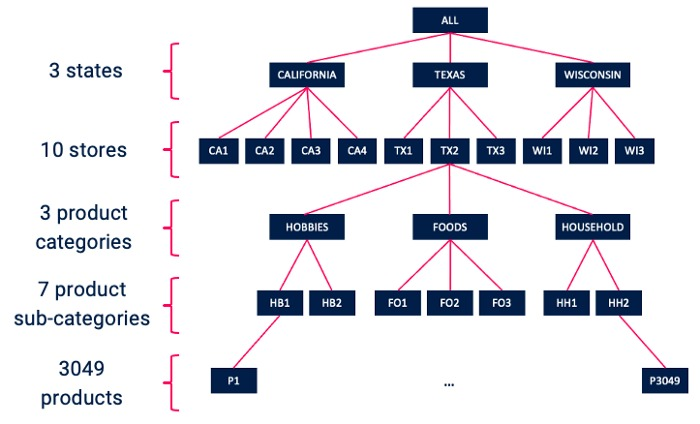 ALL
3 states
CALIFORNIA TEXAS WISCONSIN
10 stores
CA1 CA2 CA3 CA4 TX1 TX2 TX3 WI1 WI2 WI3
3 product
categories
HOBBIES FOODS HOUSEHOLD
7 product
sub-categories
HB1 HB2 FO1 FO2 FO3 HH1 HH2
3049
products
P1 ... P3049